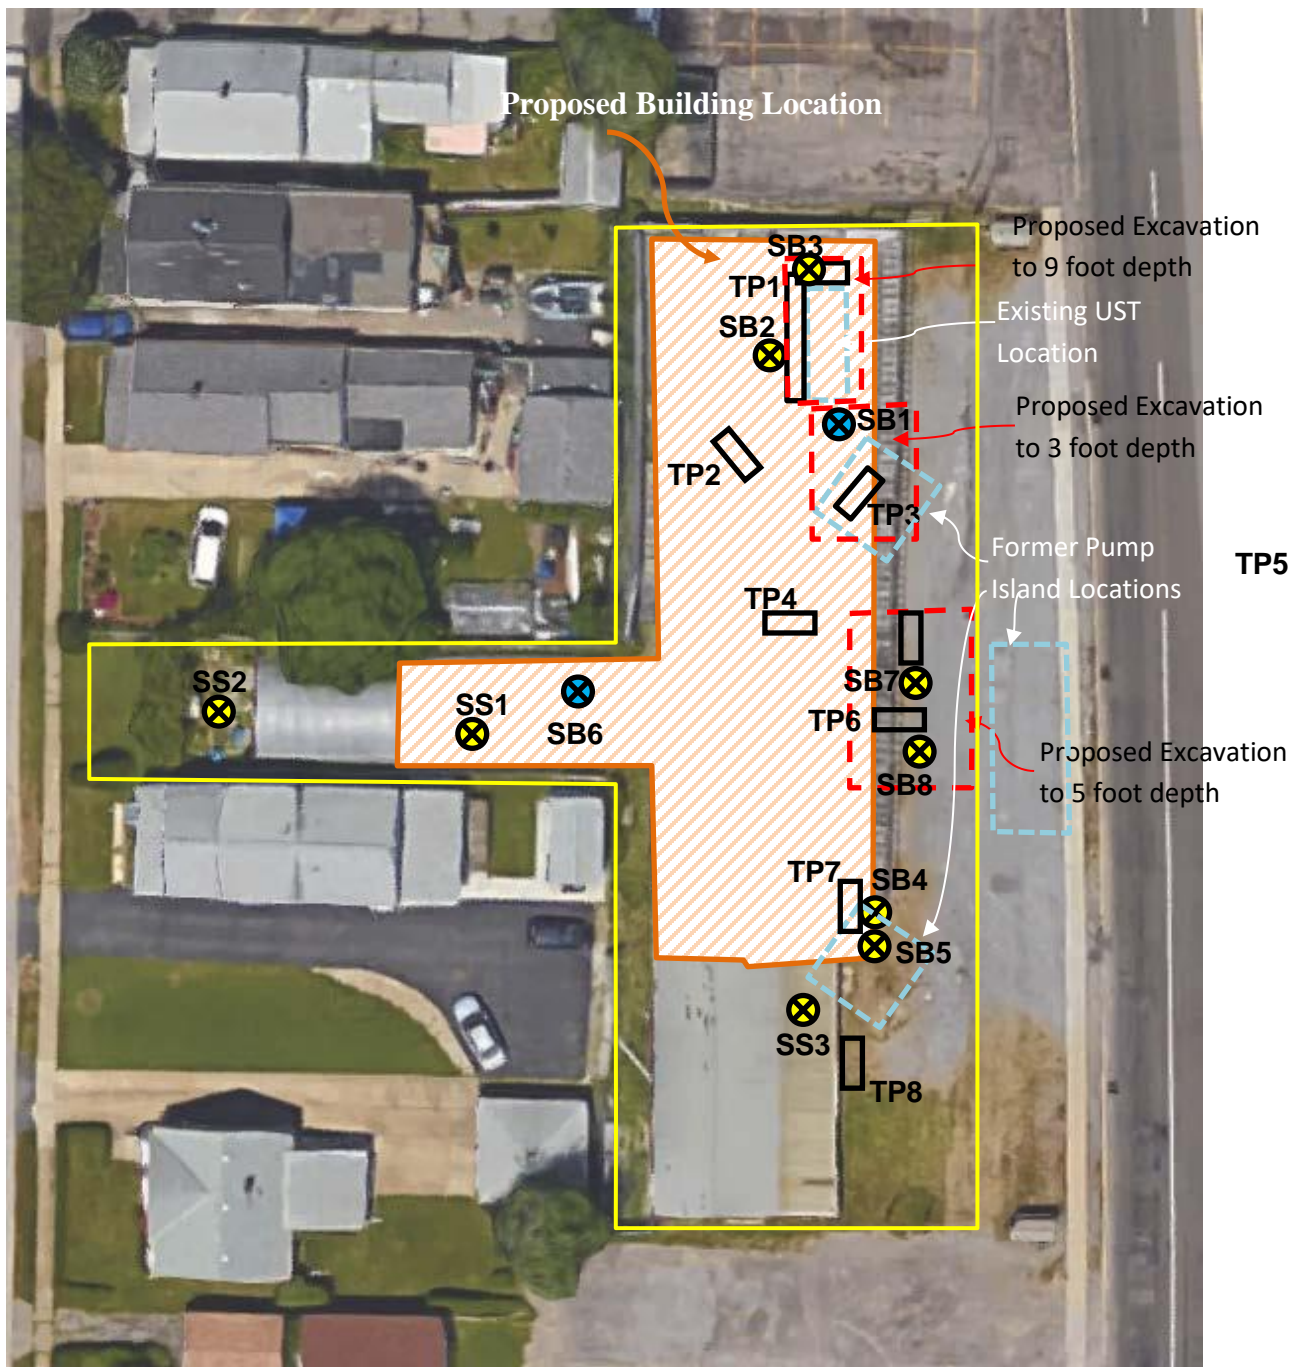 Proposed Building Location
SB3
Proposed Excavation
to 9 foot depth
TP1
Existing UST
Location
SB2
SB1
Proposed Excavation
to 3 foot depth
TP2
TP3
Former Pump
Island Locations
TP5
TP4
SS2
SB7
SS1
SB6
TP6
SB8
Proposed Excavation
to 5 foot depth
TP7
SB4
SB5
SS3
TP8